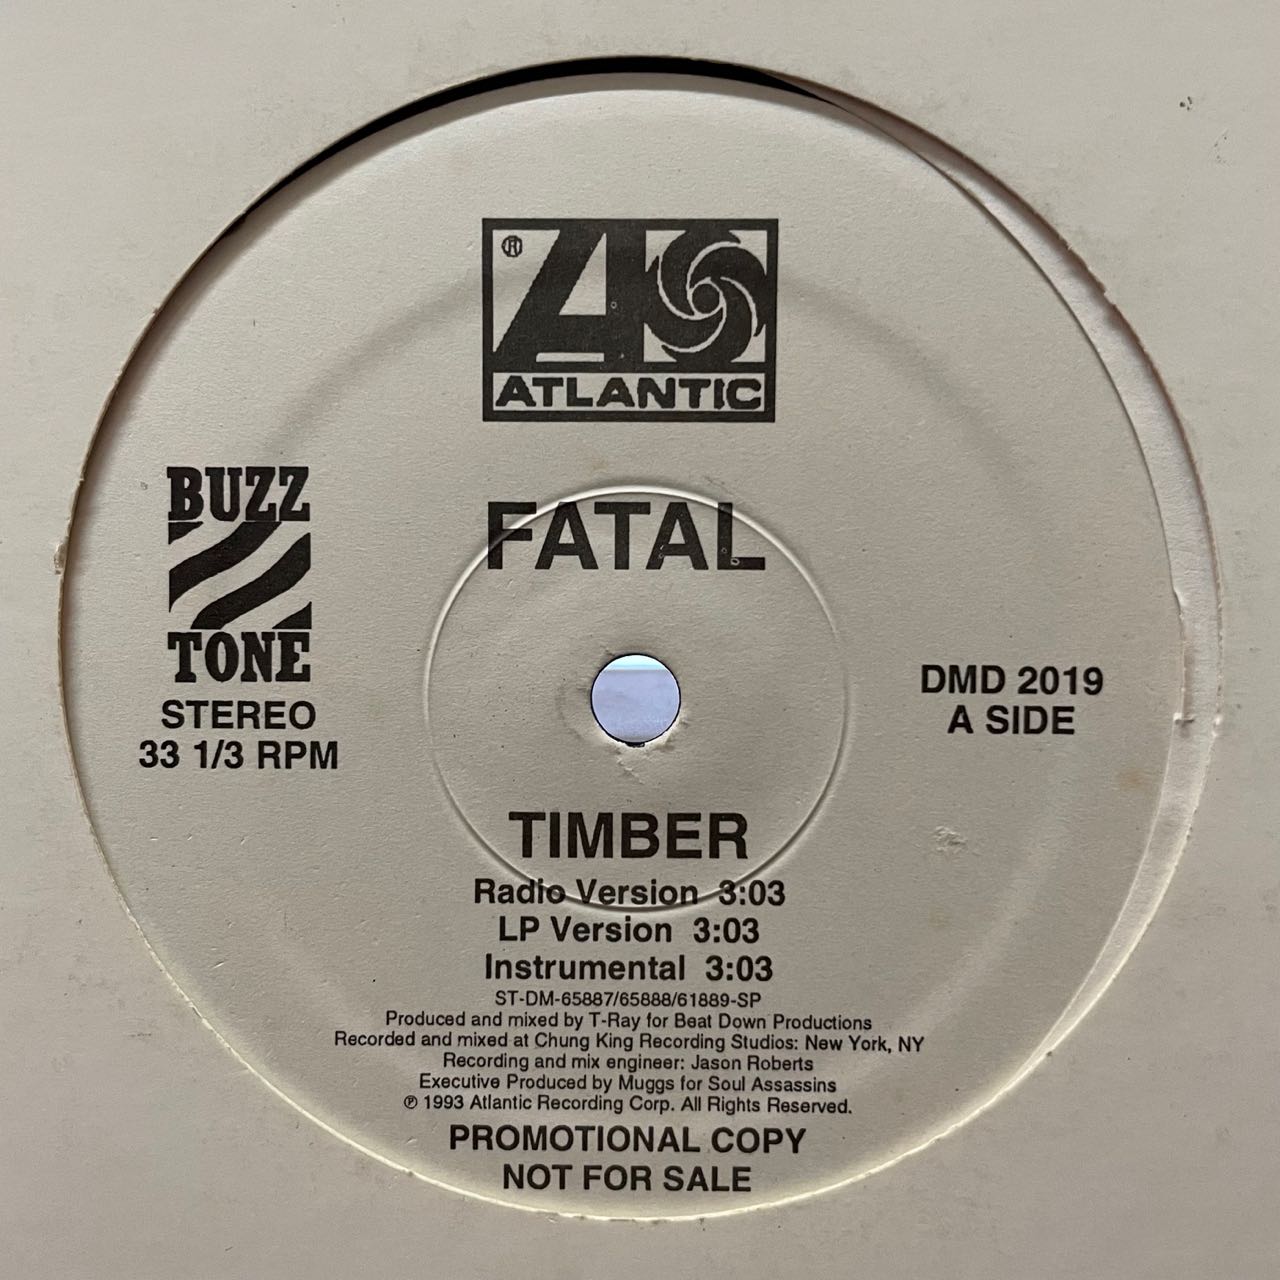 ®
ATLANTIC
BUZZ
TONE
STEREO
33 1/3 RPM
FATAL
DMD 2019
A SIDE
TIMBER
Radio Version 3:03
LP Version 3:03
Instrumental 3:03
ST-DM-65887/65888/61889-SP
Produced and mixed by T-Ray for Beat Down Productions
Recorded and mixed at Chung King Recording Studios: New York, NY
Recording and mix engineer: Jason Roberts
Executive Produced by Muggs for Soul Assassins
℗ 1993 Atlantic Recording Corp. All Rights Reserved.
PROMOTIONAL COPY
NOT FOR SALE